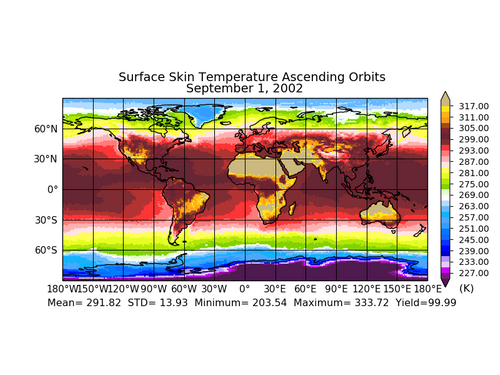 Surface Skin Temperature Ascending Orbits
September 1, 2002
317.00
311.00
60°N
305.00
299.00
293.00
30°N
287.00
281.00
0°
275.00
269.00
263.00
30°S
257.00
251.00
245.00
60°S
239.00
233.00
227.00
180°W150°W120°W90°W 60°W 30°W 0° 30°E 60°E 90°E 120°E 150°E 180°E (K)
Mean= 291.82 STD= 13.93 Minimum= 203.54 Maximum= 333.72 Yield=99.99